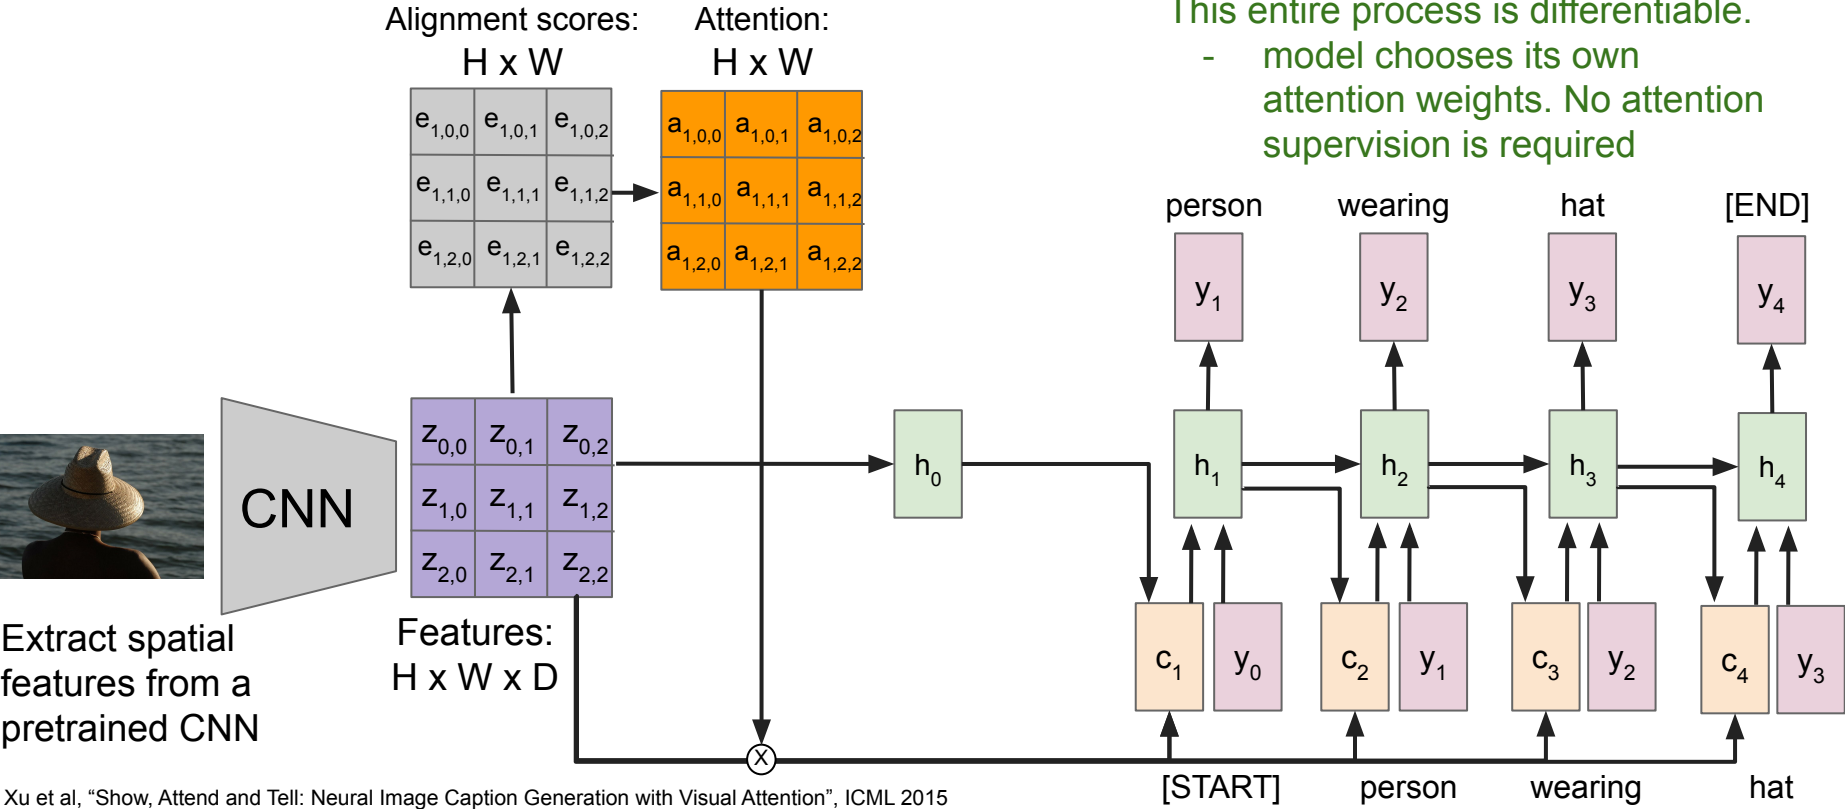 Alignment scores:
H x W
Attention:
H x W
This entire process is differentiable.
- model chooses its own
attention weights. No attention
supervision is required
e1,0,0 e1,0,1 e1,0,2
e1,1,0 e1,1,1 e1,1,2
e1,2,0 e1,2,1 e1,2,2
a1,0,0 a1,0,1 a1,0,2
a1,1,0 a1,1,1 a1,1,2
a1,2,0 a1,2,1 a1,2,2
person wearing hat [END]
y1 y2 y3 y4
CNN
z0,0 z0,1 z0,2
z1,0 z1,1 z1,2
z2,0 z2,1 z2,2
h0 h1 h2 h3 h4
Extract spatial
features from a
pretrained CNN
Features:
H x W x D
c1 y0 c2 y1 c3 y2 c4 y3
X
[START] person wearing hat
Xu et al, “Show, Attend and Tell: Neural Image Caption Generation with Visual Attention”, ICML 2015